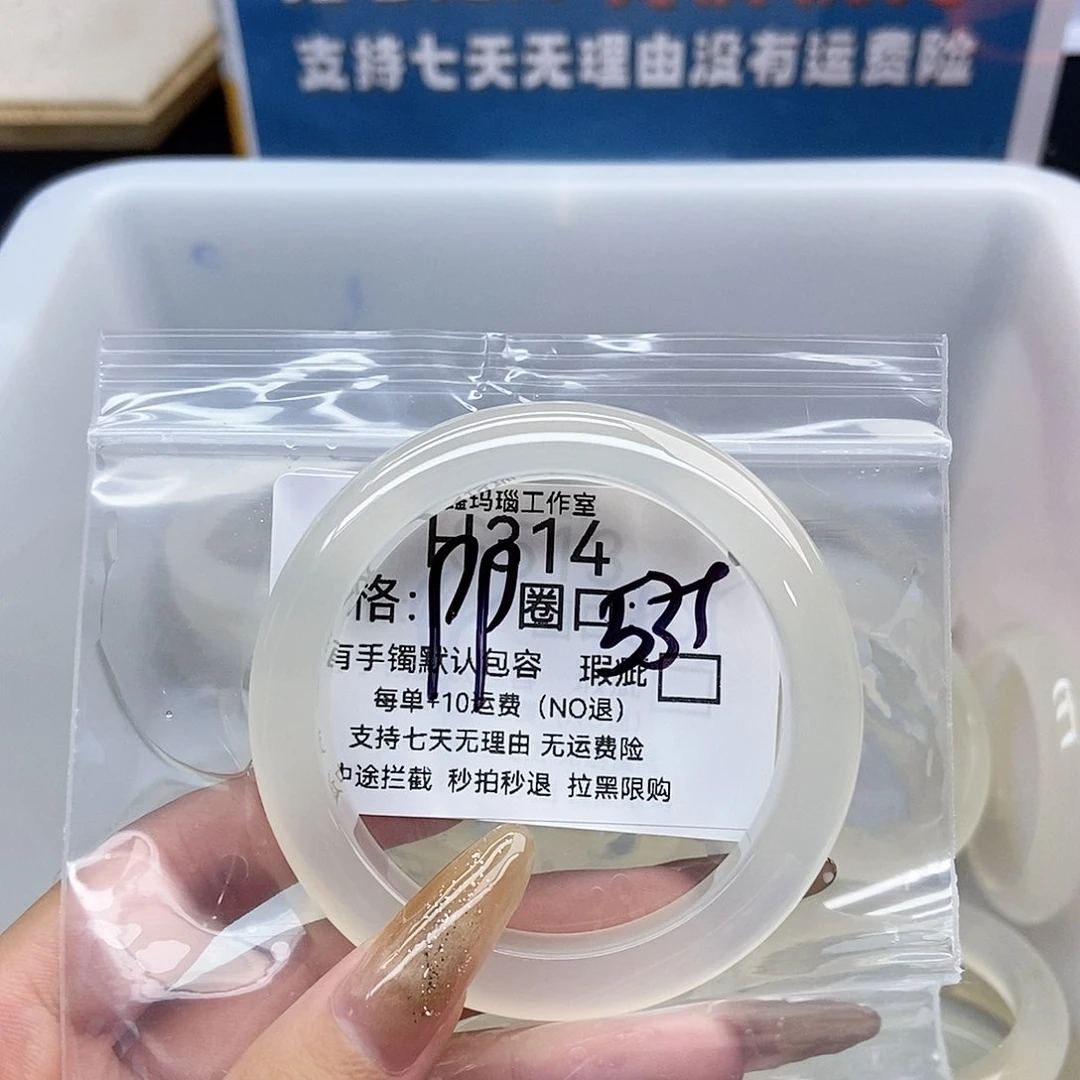 支持七天无理由没有运费险
鑫玛瑙工作室
H314
格: 圈口: 535
有手镯默认包容 瑕疵
每单+10运费（NO退）
支持七天无理由 无运费险
中途拦截 秒拍秒退 拉黑限购